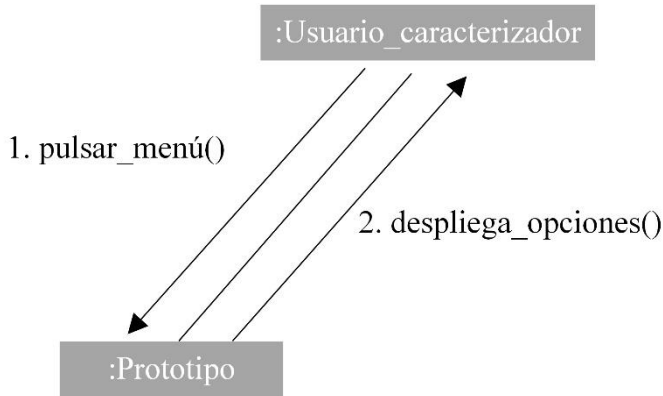 :Usuario_caracterizador
1. pulsar_menú()
2. despliega_opciones()
:Prototipo